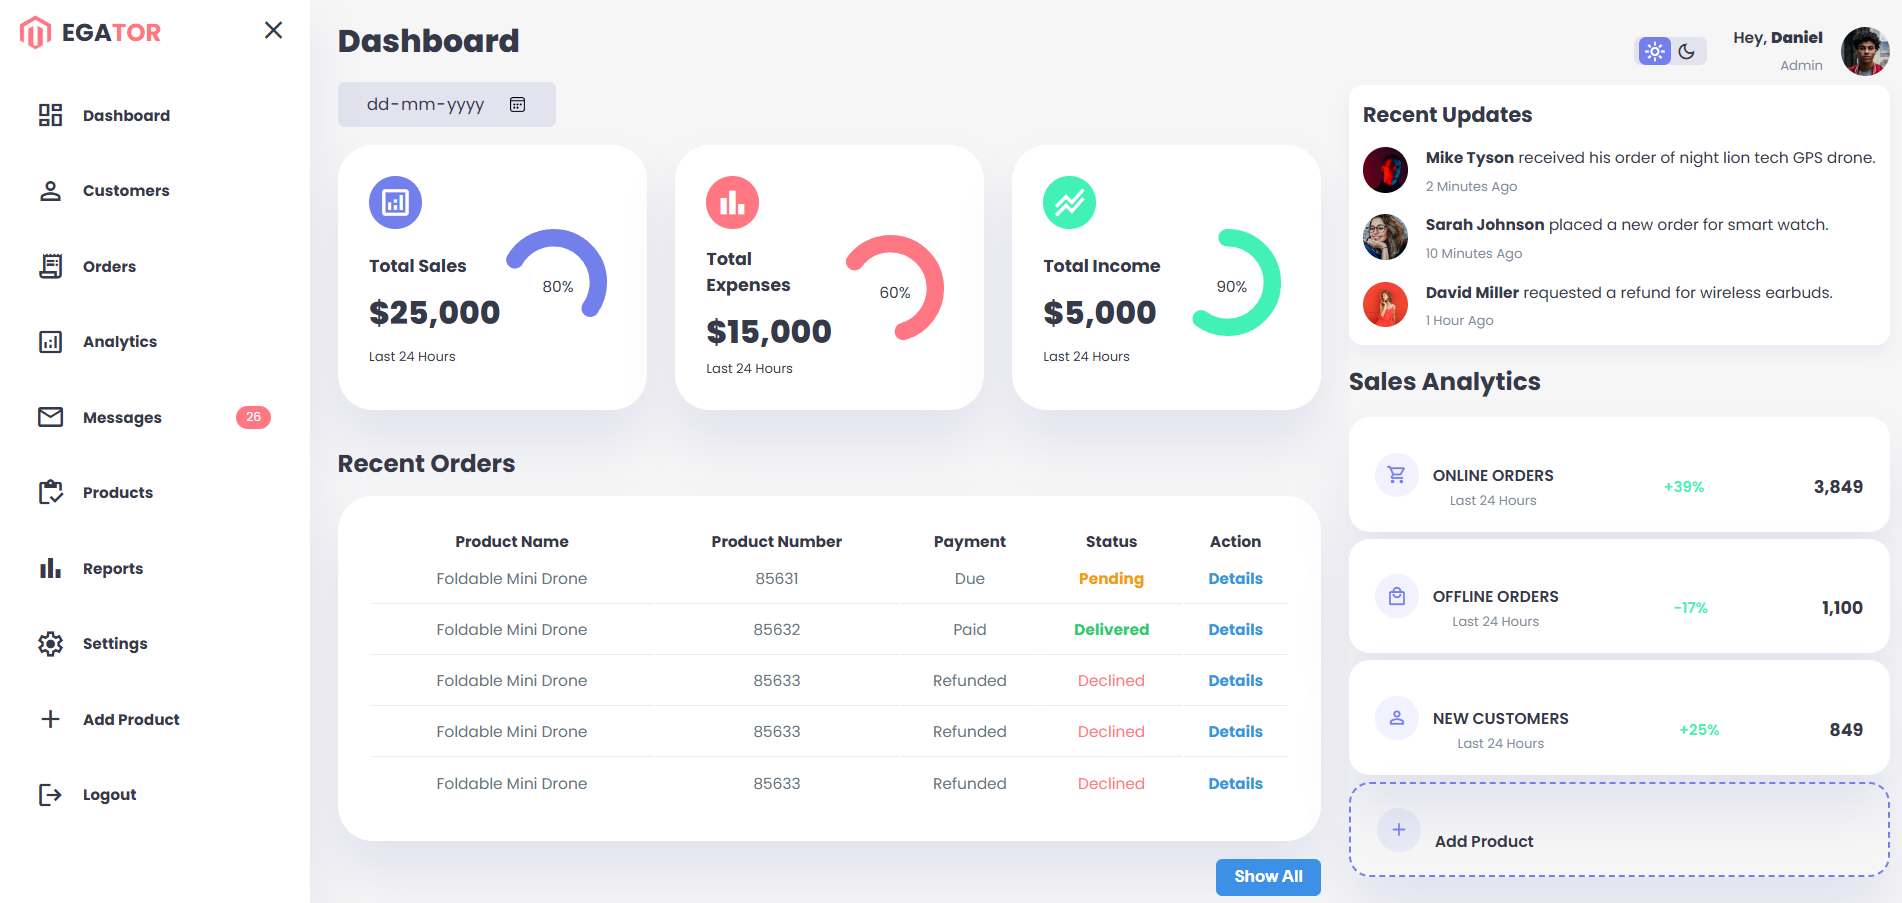 EGATOR
Dashboard
Customers
Orders
Analytics
Messages 26
Products
Reports
Settings
Add Product
Logout
Dashboard
dd-mm-yyyy
Total Sales
$25,000
Last 24 Hours
80%
Total
Expenses
$15,000
Last 24 Hours
60%
Total Income
$5,000
Last 24 Hours
90%
Recent Orders
Product Name Product Number Payment Status Action
Foldable Mini Drone 85631 Due Pending Details
Foldable Mini Drone 85632 Paid Delivered Details
Foldable Mini Drone 85633 Refunded Declined Details
Foldable Mini Drone 85633 Refunded Declined Details
Foldable Mini Drone 85633 Refunded Declined Details
Show All
Hey, Daniel
Admin
Recent Updates
Mike Tyson received his order of night lion tech GPS drone.
2 Minutes Ago
Sarah Johnson placed a new order for smart watch.
10 Minutes Ago
David Miller requested a refund for wireless earbuds.
1 Hour Ago
Sales Analytics
ONLINE ORDERS +39% 3,849
Last 24 Hours
OFFLINE ORDERS -17% 1,100
Last 24 Hours
NEW CUSTOMERS +25% 849
Last 24 Hours
Add Product